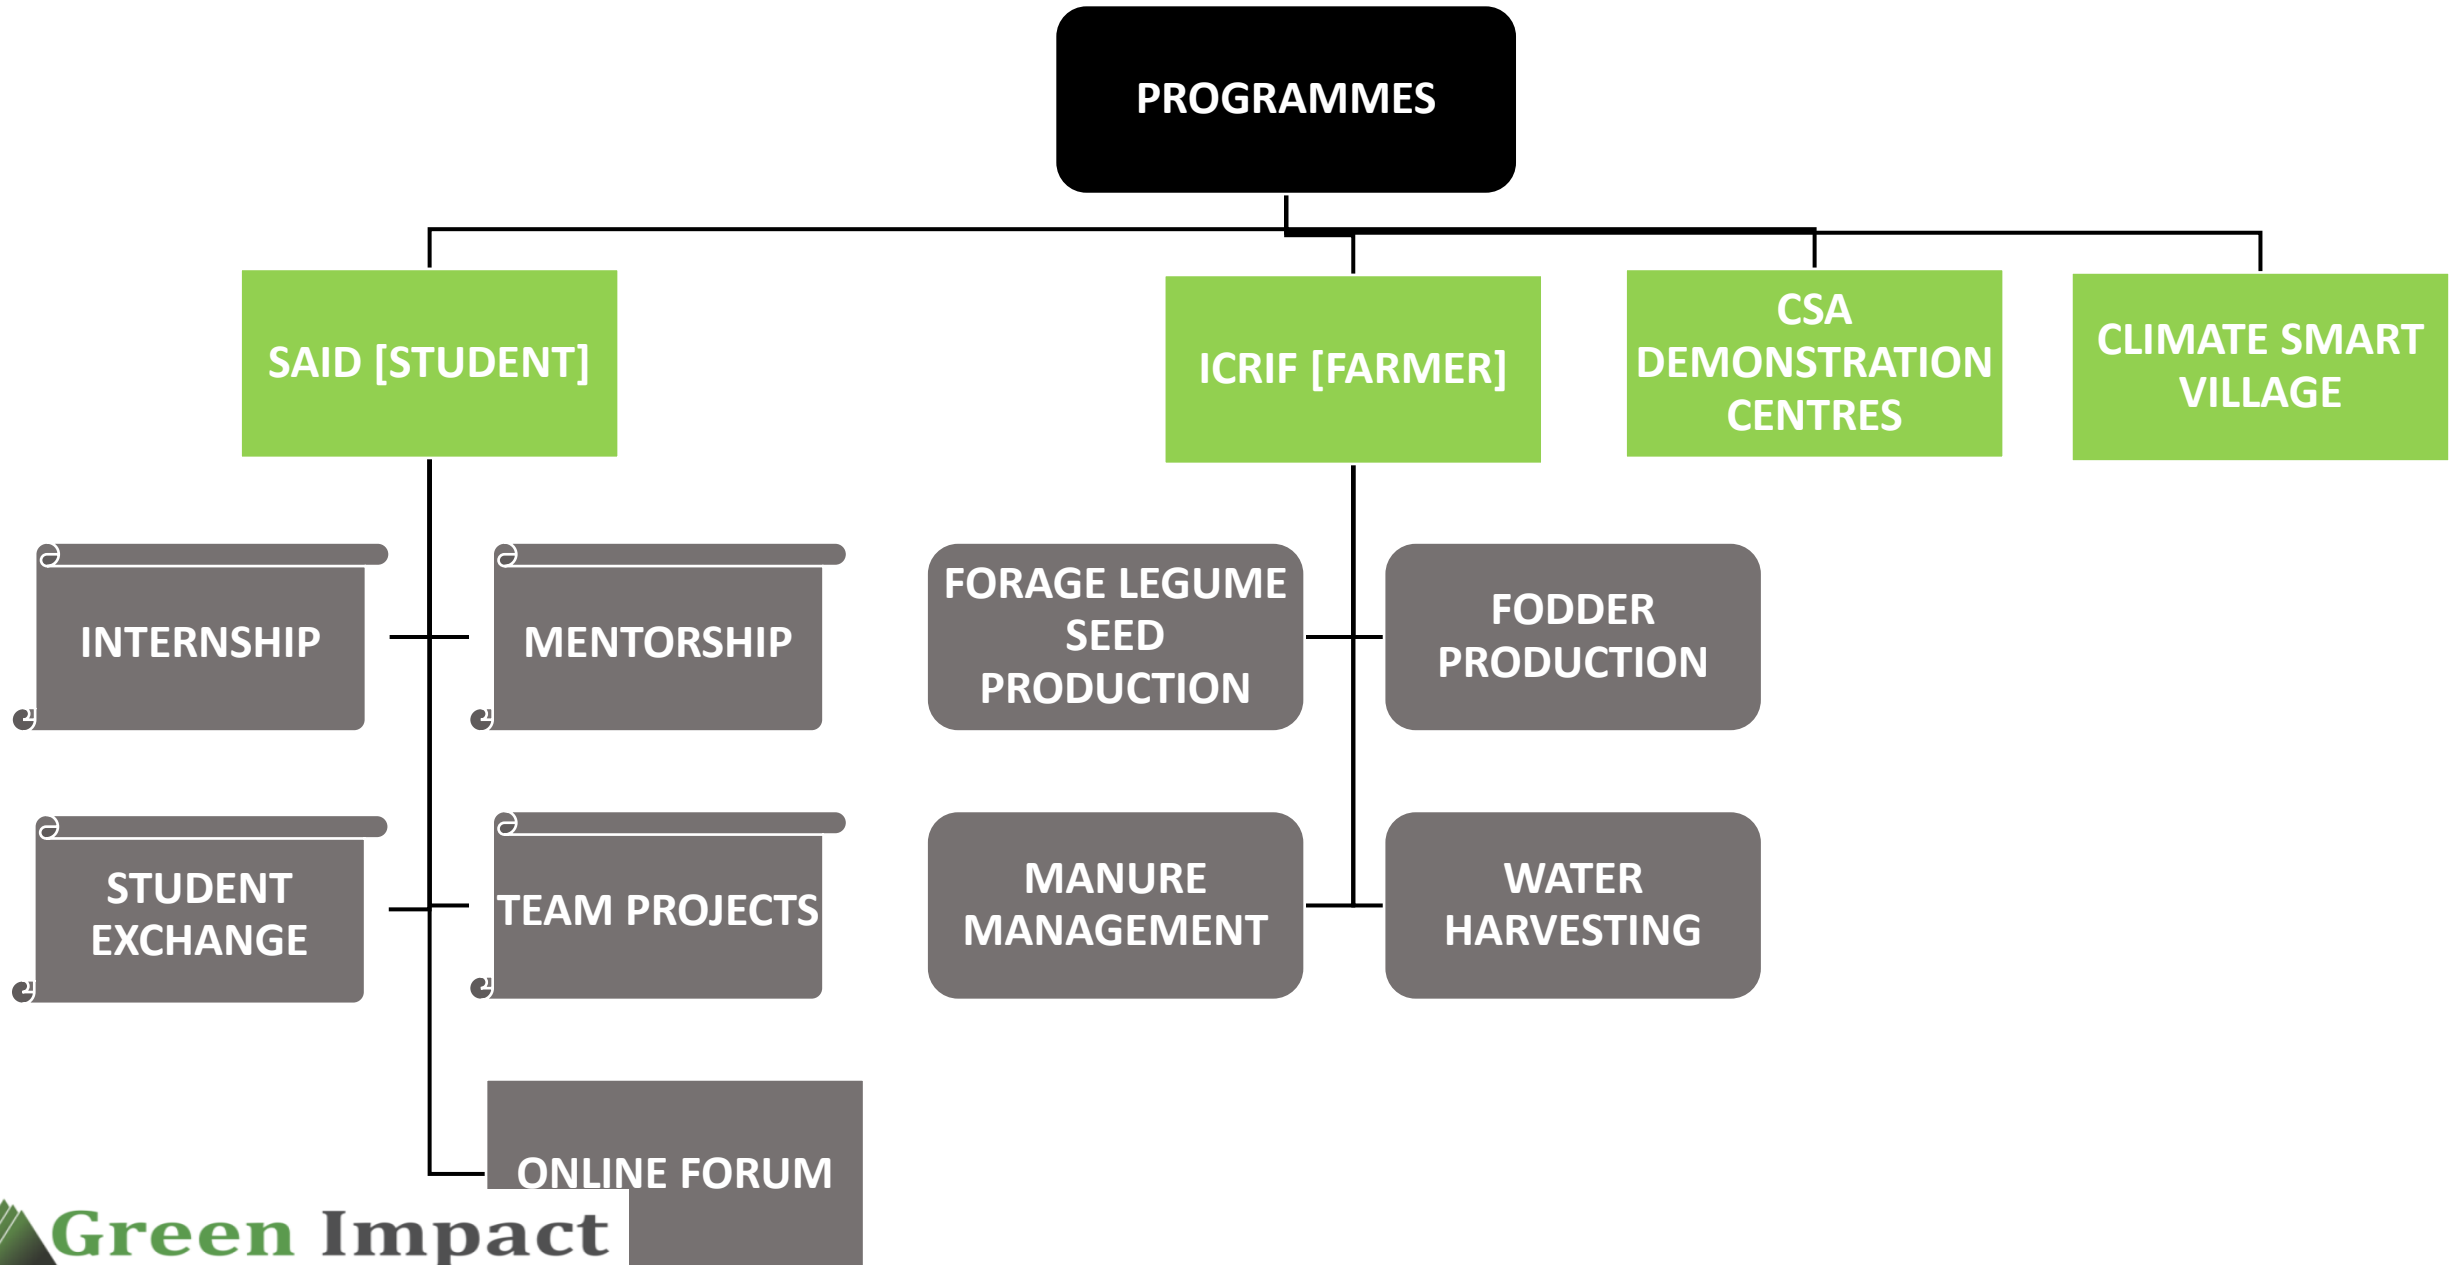 PROGRAMMES
SAID [STUDENT]
ICRIF [FARMER]
CSA
DEMONSTRATION
CENTRES
CLIMATE SMART
VILLAGE
INTERNSHIP
MENTORSHIP
FORAGE LEGUME
SEED
PRODUCTION
FODDER
PRODUCTION
STUDENT
EXCHANGE
TEAM PROJECTS
MANURE
MANAGEMENT
WATER
HARVESTING
ONLINE FORUM
Green Impact